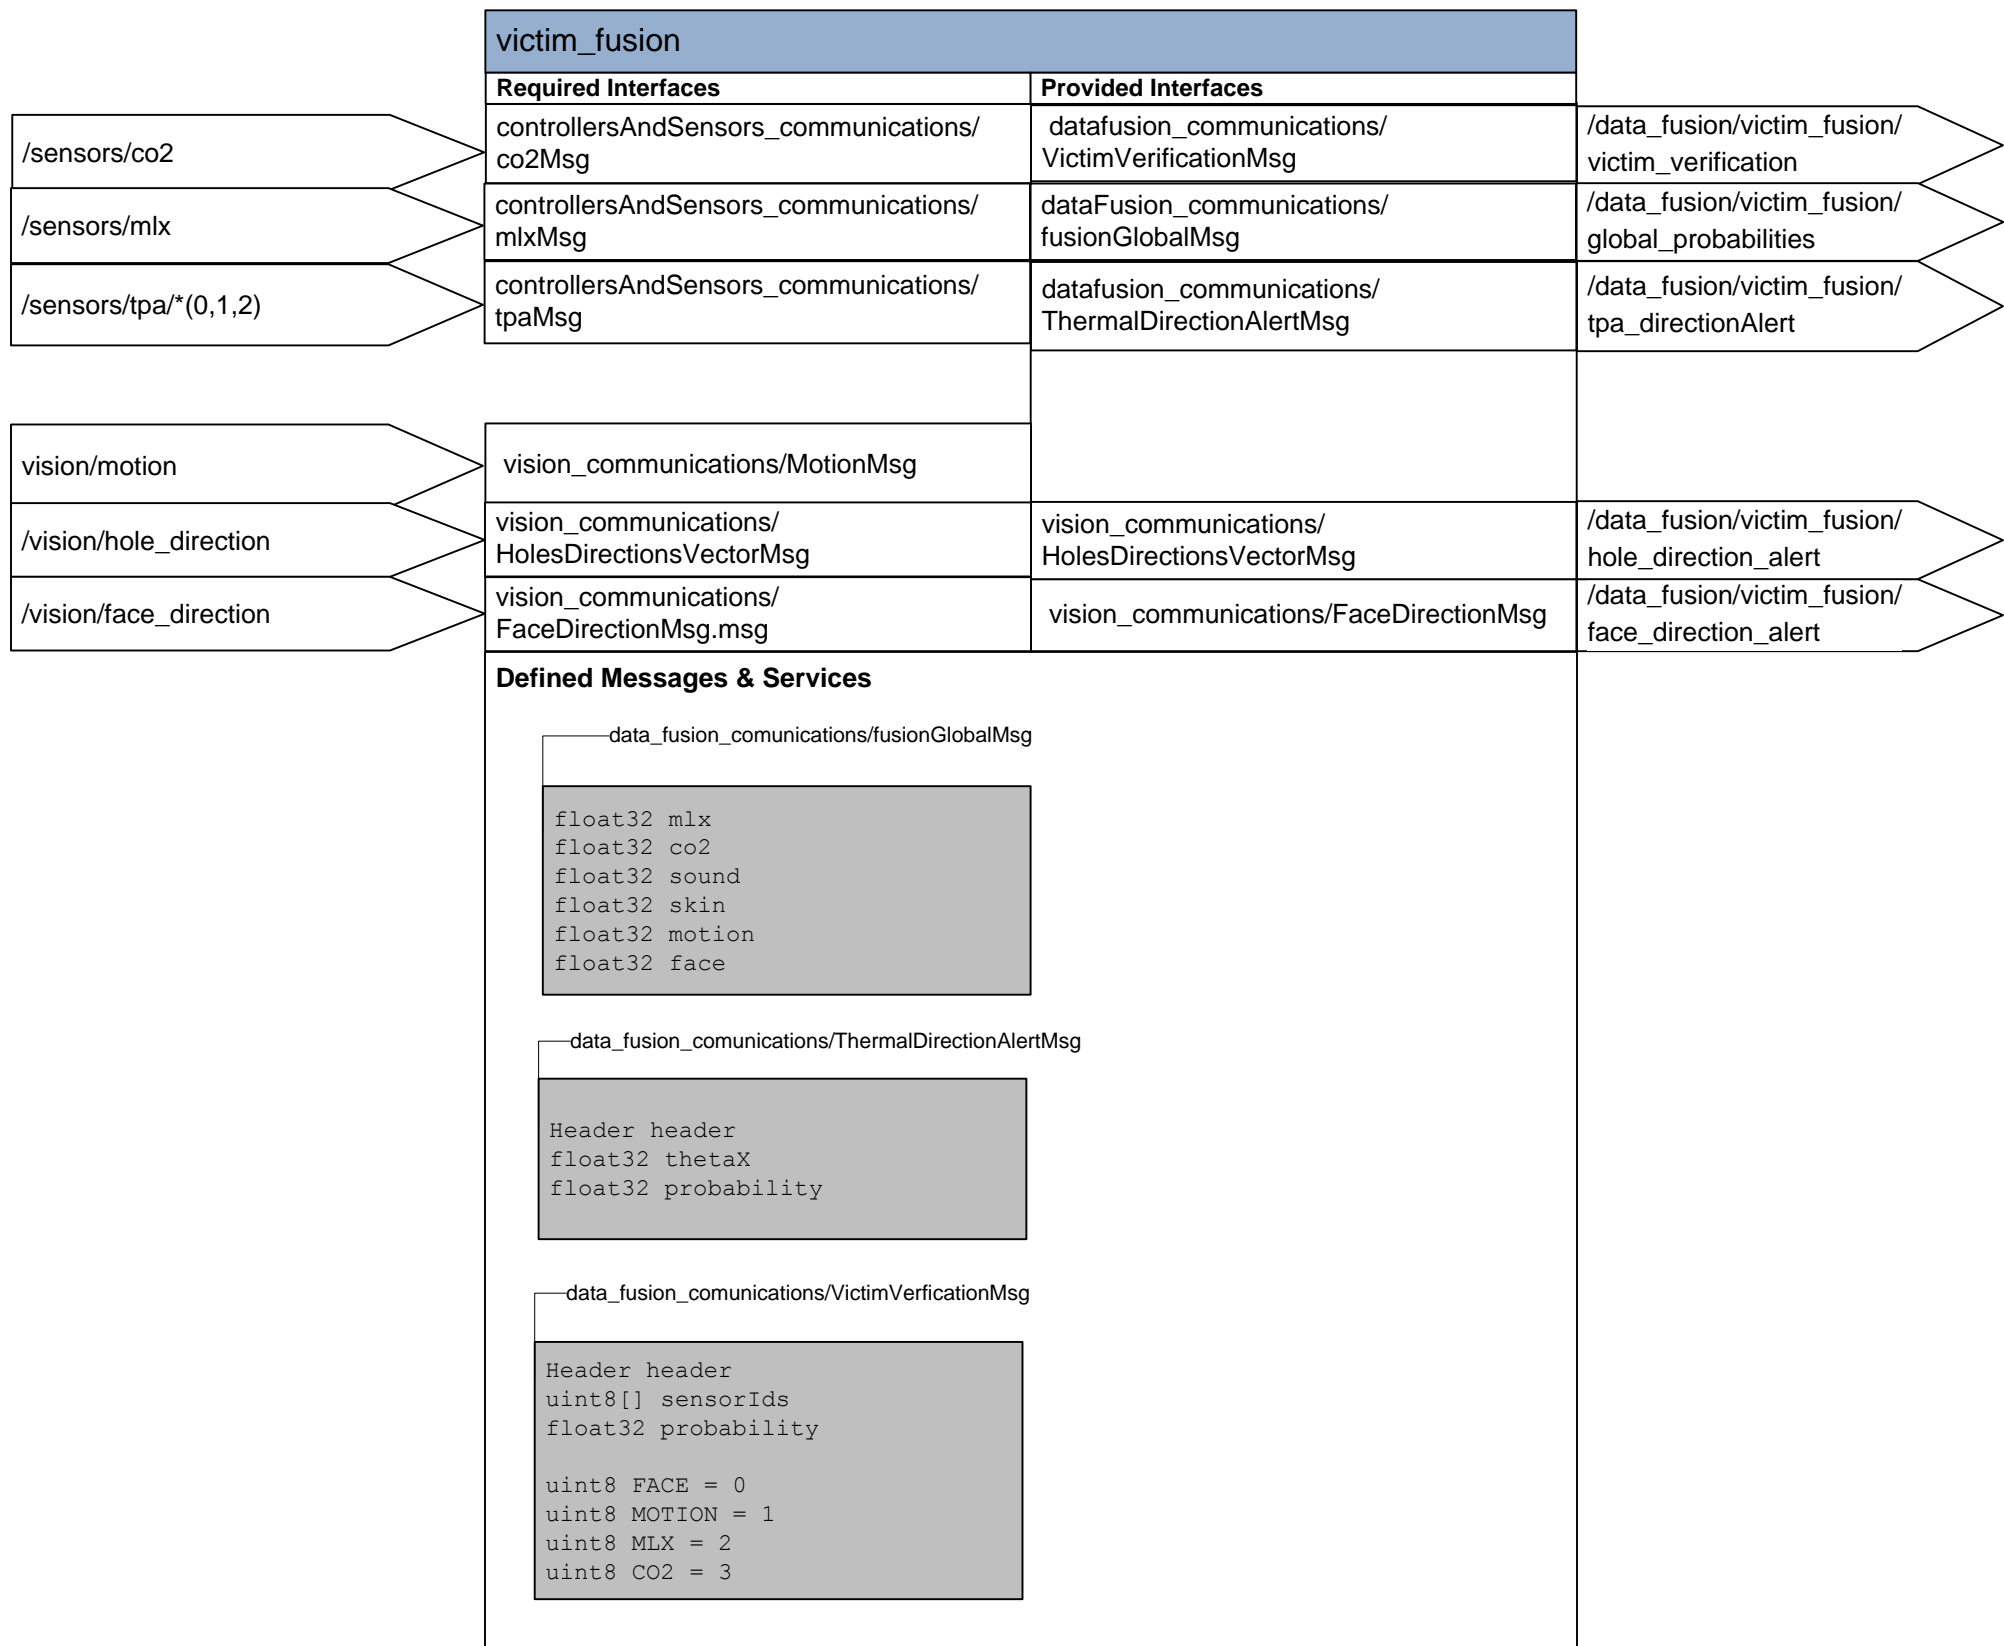 victim_fusion
Required Interfaces
Provided Interfaces
/sensors/co2
controllersAndSensors_communications/
co2Msg
datafusion_communications/
VictimVerificationMsg
/data_fusion/victim_fusion/
victim_verification
/sensors/mlx
controllersAndSensors_communications/
mlxMsg
dataFusion_communications/
fusionGlobalMsg
/data_fusion/victim_fusion/
global_probabilities
/sensors/tpa/*(0,1,2)
controllersAndSensors_communications/
tpaMsg
datafusion_communications/
ThermalDirectionAlertMsg
/data_fusion/victim_fusion/
tpa_directionAlert
vision/motion
vision_communications/MotionMsg
/vision/hole_direction
vision_communications/
HolesDirectionsVectorMsg
vision_communications/
HolesDirectionsVectorMsg
/data_fusion/victim_fusion/
hole_direction_alert
/vision/face_direction
vision_communications/
FaceDirectionMsg.msg
vision_communications/FaceDirectionMsg
/data_fusion/victim_fusion/
face_direction_alert
Defined Messages & Services
data_fusion_comunications/fusionGlobalMsg
float32 mlx
float32 co2
float32 sound
float32 skin
float32 motion
float32 face
data_fusion_comunications/ThermalDirectionAlertMsg
Header header
float32 thetaX
float32 probability
data_fusion_comunications/VictimVerficationMsg
Header header
uint8[] sensorIds
float32 probability
uint8 FACE = 0
uint8 MOTION = 1
uint8 MLX = 2
uint8 CO2 = 3